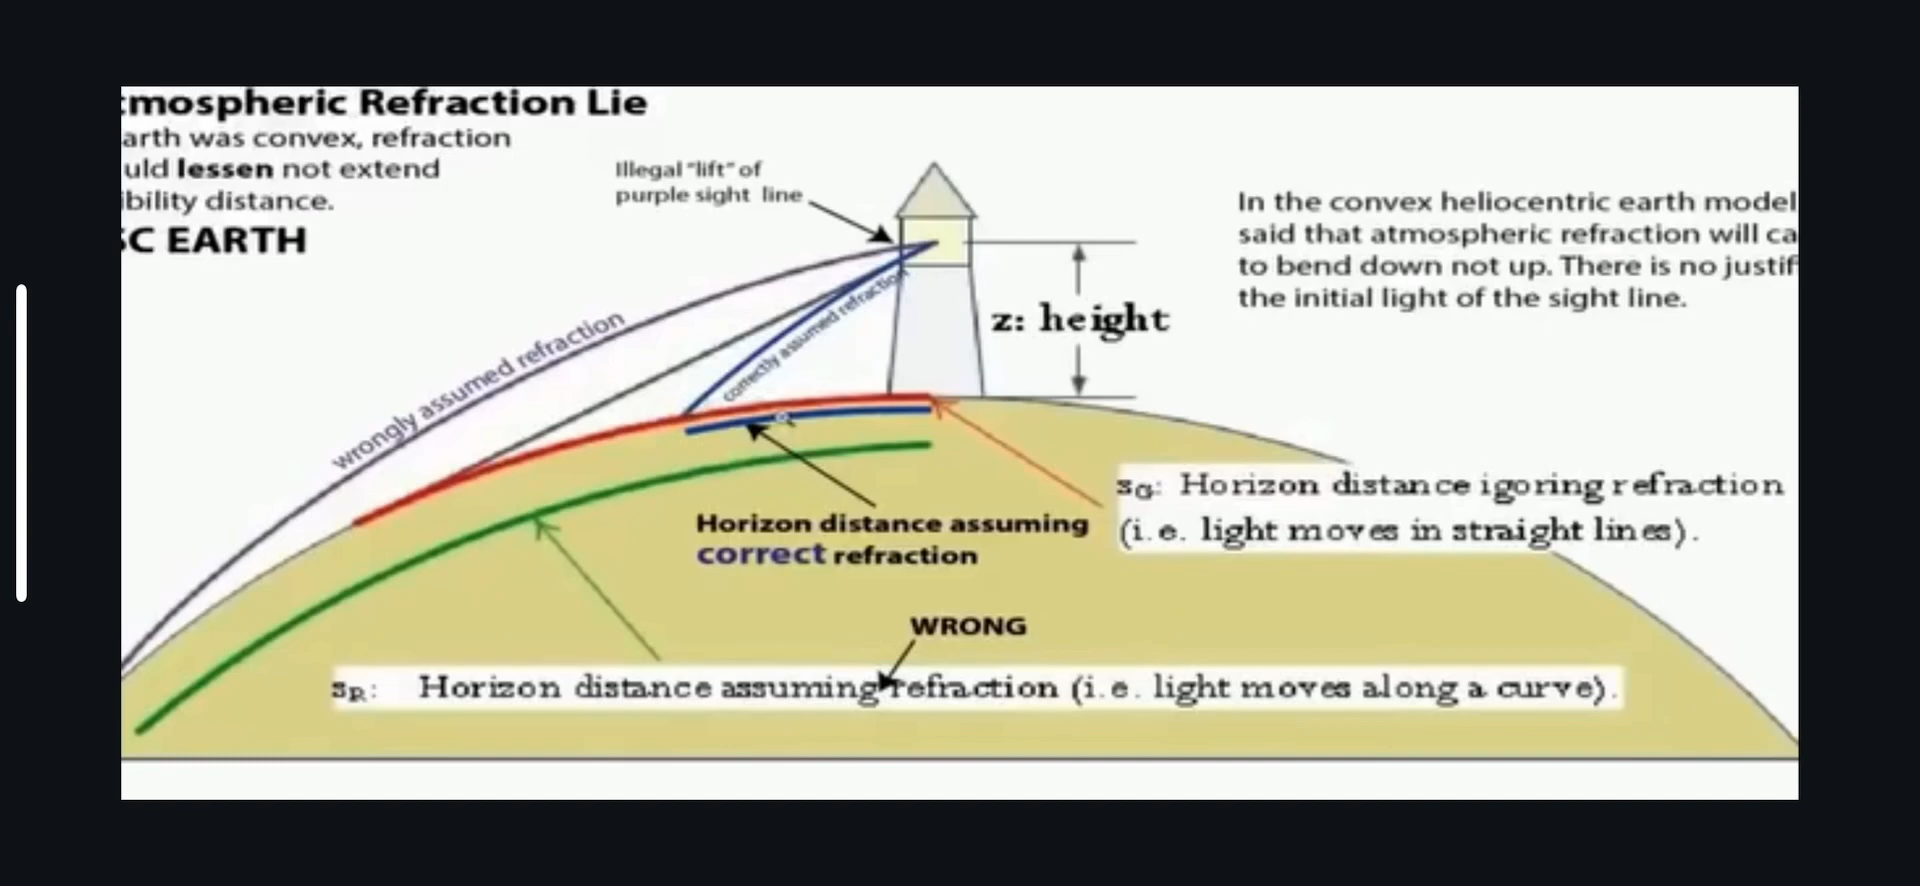 tmospheric Refraction Lie
arth was convex, refraction
uld lessen not extend
ibility distance.
SC EARTH
Illegal "lift" of
purple sight line
In the convex heliocentric earth model
said that atmospheric refraction will ca
to bend down not up. There is no justif
the initial light of the sight line.
wrongly assumed refraction
correctly assumed refraction
z: height
sG: Horizon distance igoring refraction
(i.e. light moves in straight lines).
Horizon distance assuming
correct refraction
WRONG
sR: Horizon distance assuming refraction (i.e. light moves along a curve).